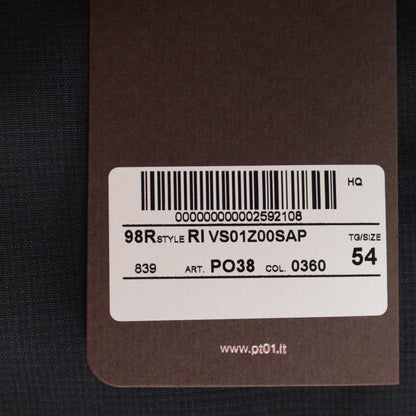 HQ
000000000002592108
98R STYLE RI VS01Z00SAP TG/SIZE
839 ART. PO38 COL. 0360 54
www.pt01.it